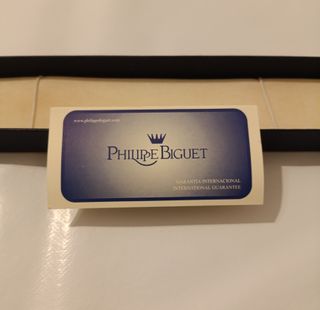 www.philippebiguet.com
PHILIPPE BIGUET
GARANTIA INTERNACIONAL
INTERNATIONAL GUARANTEE